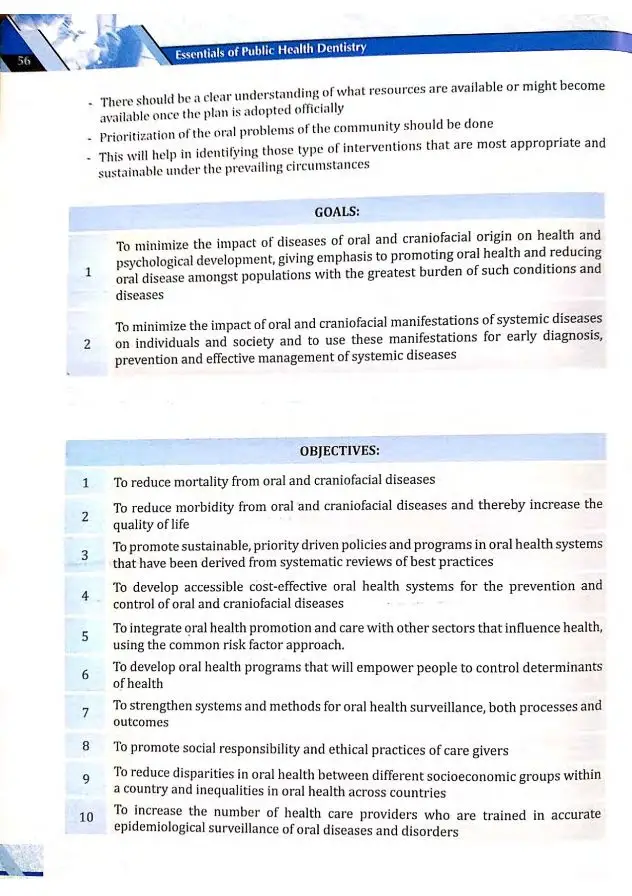 56
Essentials of Public Health Dentistry
- There should be a clear understanding of what resources are available or might become
available once the plan is adopted officially
- Prioritization of the oral problems of the community should be done
- This will help in identifying those type of interventions that are most appropriate and
sustainable under the prevailing circumstances
GOALS:
1
To minimize the impact of diseases of oral and craniofacial origin on health and
psychological development, giving emphasis to promoting oral health and reducing
oral disease amongst populations with the greatest burden of such conditions and
diseases
2
To minimize the impact of oral and craniofacial manifestations of systemic diseases
on individuals and society and to use these manifestations for early diagnosis,
prevention and effective management of systemic diseases
OBJECTIVES:
1 To reduce mortality from oral and craniofacial diseases
2
To reduce morbidity from oral and craniofacial diseases and thereby increase the
quality of life
3
To promote sustainable, priority driven policies and programs in oral health systems
that have been derived from systematic reviews of best practices
4
To develop accessible cost-effective oral health systems for the prevention and
control of oral and craniofacial diseases
5
To integrate oral health promotion and care with other sectors that influence health,
using the common risk factor approach.
6
To develop oral health programs that will empower people to control determinants
of health
7
To strengthen systems and methods for oral health surveillance, both processes and
outcomes
8 To promote social responsibility and ethical practices of care givers
9
To reduce disparities in oral health between different socioeconomic groups within
a country and inequalities in oral health across countries
10
To increase the number of health care providers who are trained in accurate
epidemiological surveillance of oral diseases and disorders